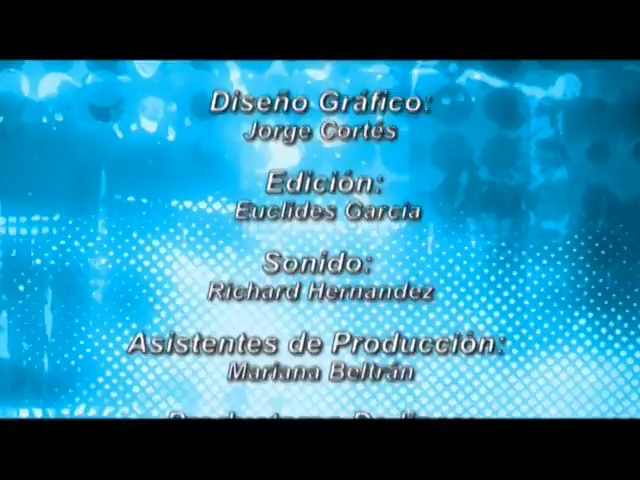 Diseño Gráfico:
Jorge Cortés
Edición:
Euclides García
Sonido:
Richard Hernandez
Asistentes de Producción:
Mariana Beltrán